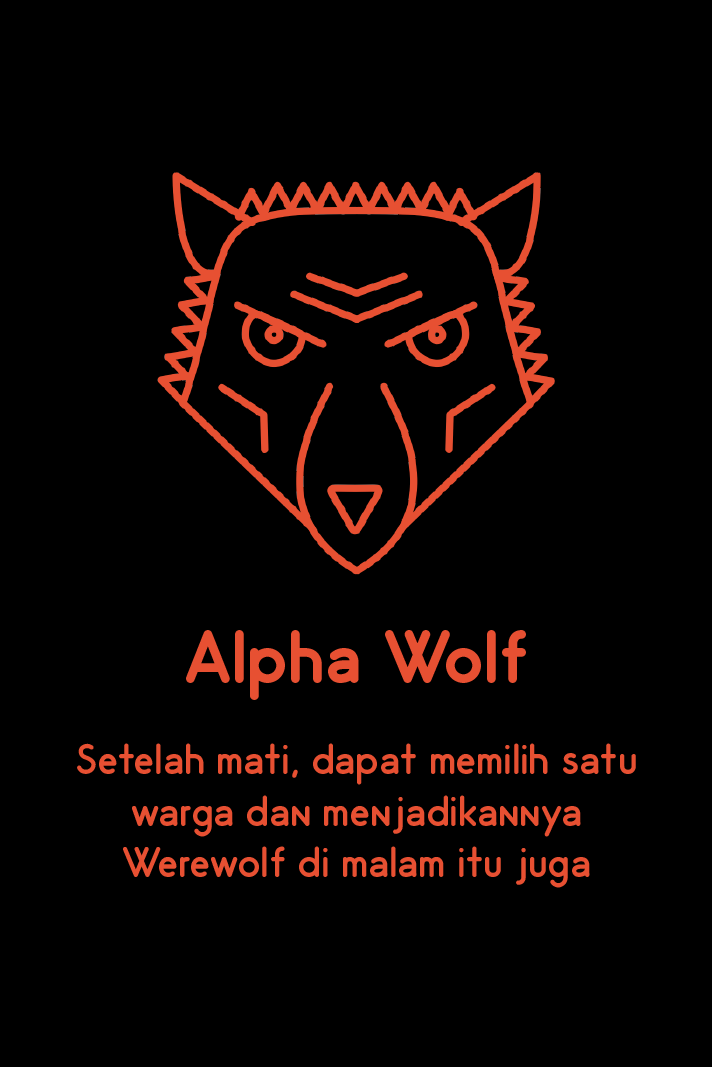 Alpha Wolf
Setelah mati, dapat memilih satu
warga dan menjadikannya
Werewolf di malam itu juga